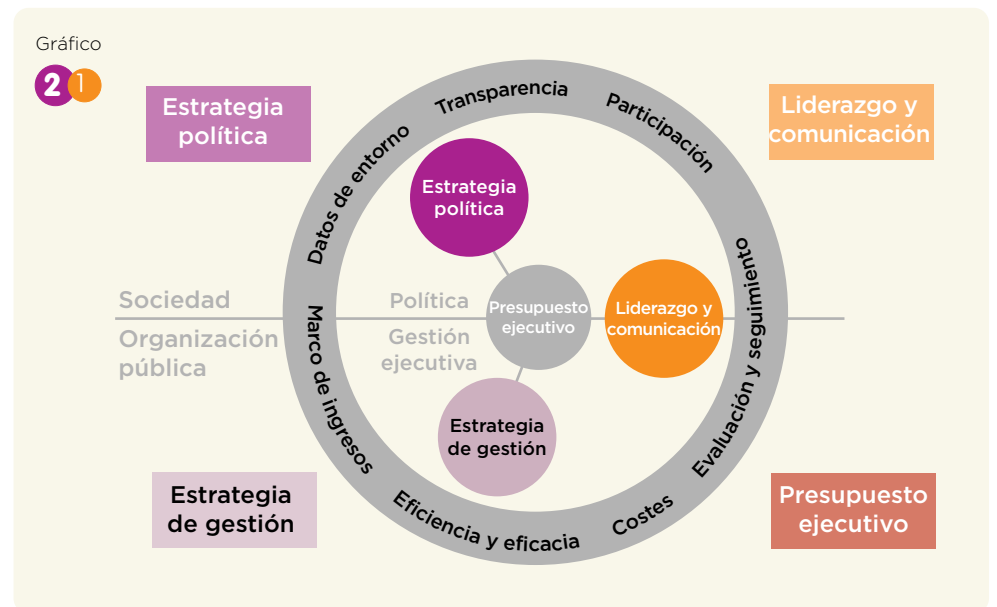 Gráfico
2 1
Estrategia
política
Liderazgo y
comunicación
Datos de entorno
Transparencia
Participación
Evaluación y seguimiento
Costes
Eficiencia y eficacia
Marco de ingresos
Estrategia
política
Sociedad
Organización
pública
Política
Gestión
ejecutiva
Presupuesto
ejecutivo
Liderazgo y
comunicación
Estrategia
de gestión
Estrategia
de gestión
Presupuesto
ejecutivo